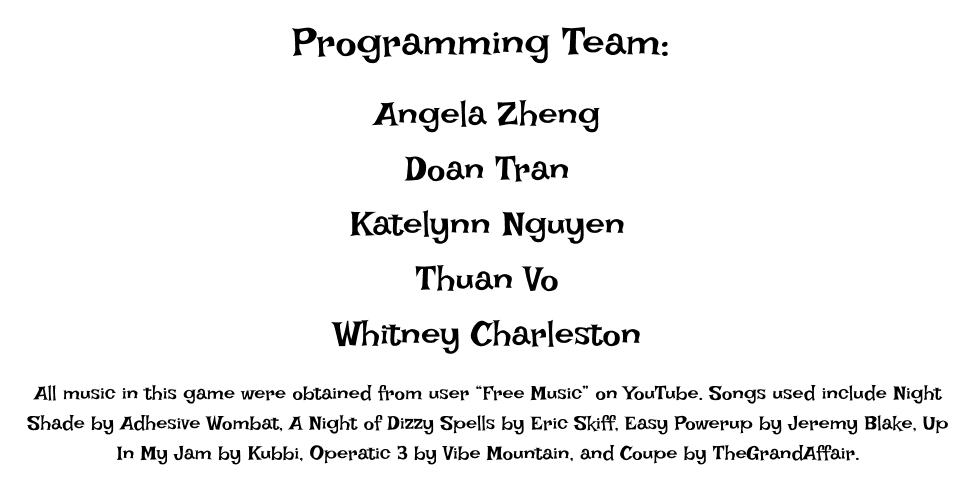 Programming Team:
Angela Zheng
Doan Tran
Katelynn Nguyen
Thuan Vo
Whitney Charleston
All music in this game were obtained from user "Free Music" on YouTube. Songs used include Night
Shade by Adhesive Wombat, A Night of Dizzy Spells by Eric Skiff, Easy Powerup by Jeremy Blake, Up
In My Jam by Kubbi, Operatic 3 by Vibe Mountain, and Coupe by TheGrandAffair.